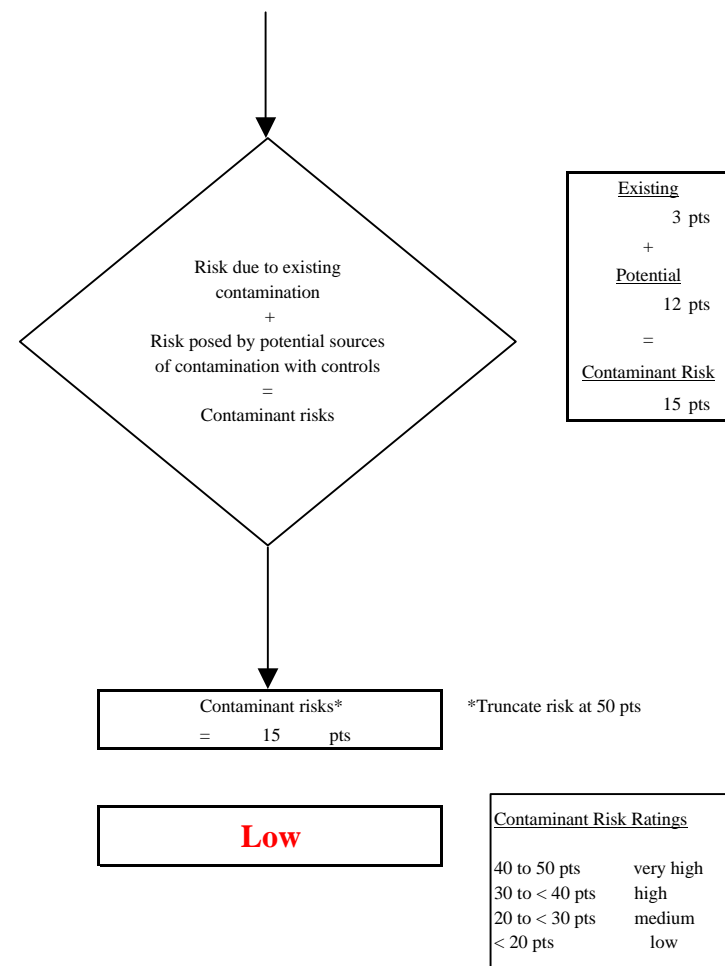 Risk due to existing
contamination
+
Risk posed by potential sources
of contamination with controls
=
Contaminant risks
Existing
3 pts
+
Potential
12 pts
=
Contaminant Risk
15 pts
Contaminant risks*
= 15 pts
*Truncate risk at 50 pts
Low
Contaminant Risk Ratings
40 to 50 pts very high
30 to < 40 pts high
20 to < 30 pts medium
< 20 pts low